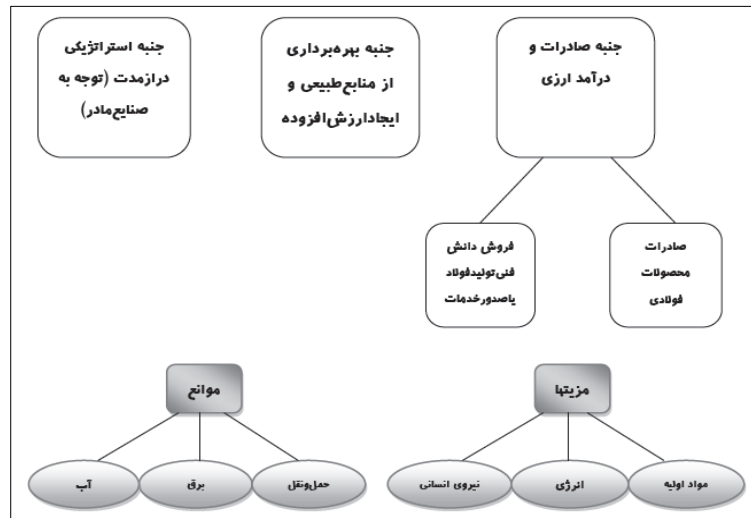 جنبه صادرات و
درآمد ارزی
جنبه بهره‌برداری
از منابع‌طبیعی و
ایجادارزش‌افزوده
جنبه استراتژیکی
درازمدت (توجه به
صنایع‌مادر)
صادرات
محصولات
فولادی
فروش دانش
فنی‌تولیدفولاد
یاصدورخدمات
مزیتها
موانع
مواد اولیه
انرژی
نیروی انسانی
حمل‌ونقل
برق
آب